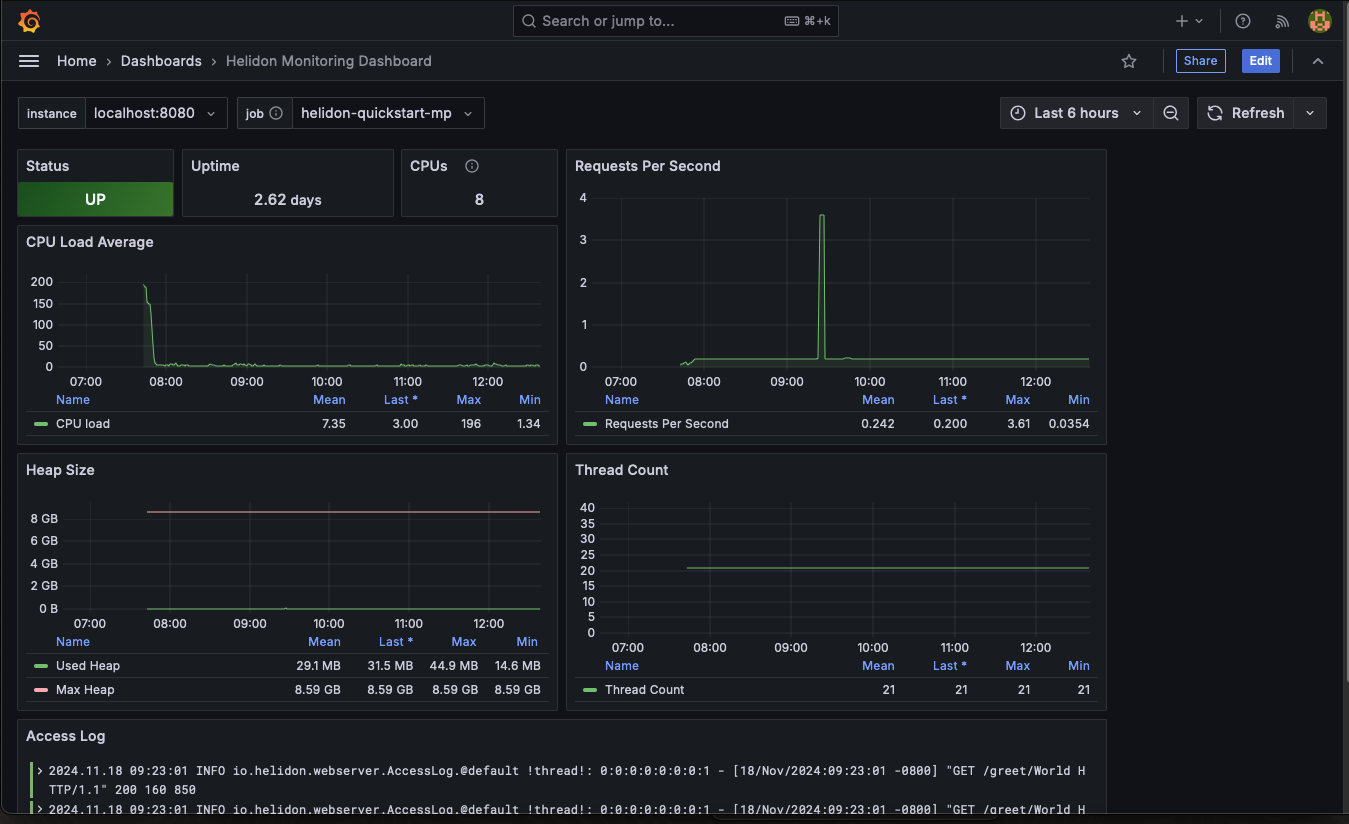 Search or jump to... ⌘+k
Home › Dashboards › Helidon Monitoring Dashboard
Share
Edit
instance localhost:8080
job helidon-quickstart-mp
Last 6 hours
Refresh
Status
UP
Uptime
2.62 days
CPUs
8
CPU Load Average
200
150
100
50
0
07:00 08:00 09:00 10:00 11:00 12:00
Name Mean Last * Max Min
CPU load 7.35 3.00 196 1.34
Requests Per Second
4
3
2
1
0
07:00 08:00 09:00 10:00 11:00 12:00
Name Mean Last * Max Min
Requests Per Second 0.242 0.200 3.61 0.0354
Heap Size
8 GB
6 GB
4 GB
2 GB
0 B
07:00 08:00 09:00 10:00 11:00 12:00
Name Mean Last * Max Min
Used Heap 29.1 MB 31.5 MB 44.9 MB 14.6 MB
Max Heap 8.59 GB 8.59 GB 8.59 GB 8.59 GB
Thread Count
40
35
30
25
20
15
10
5
0
07:00 08:00 09:00 10:00 11:00 12:00
Name Mean Last * Max Min
Thread Count 21 21 21 21
Access Log
› 2024.11.18 09:23:01 INFO io.helidon.webserver.AccessLog.@default !thread!: 0:0:0:0:0:0:0:1 - [18/Nov/2024:09:23:01 -0800] "GET /greet/World H
TTP/1.1" 200 160 850
› 2024.11.18 09:23:01 INFO io.helidon.webserver.AccessLog.@default !thread!: 0:0:0:0:0:0:0:1 - [18/Nov/2024:09:23:01 -0800] "GET /greet/World H